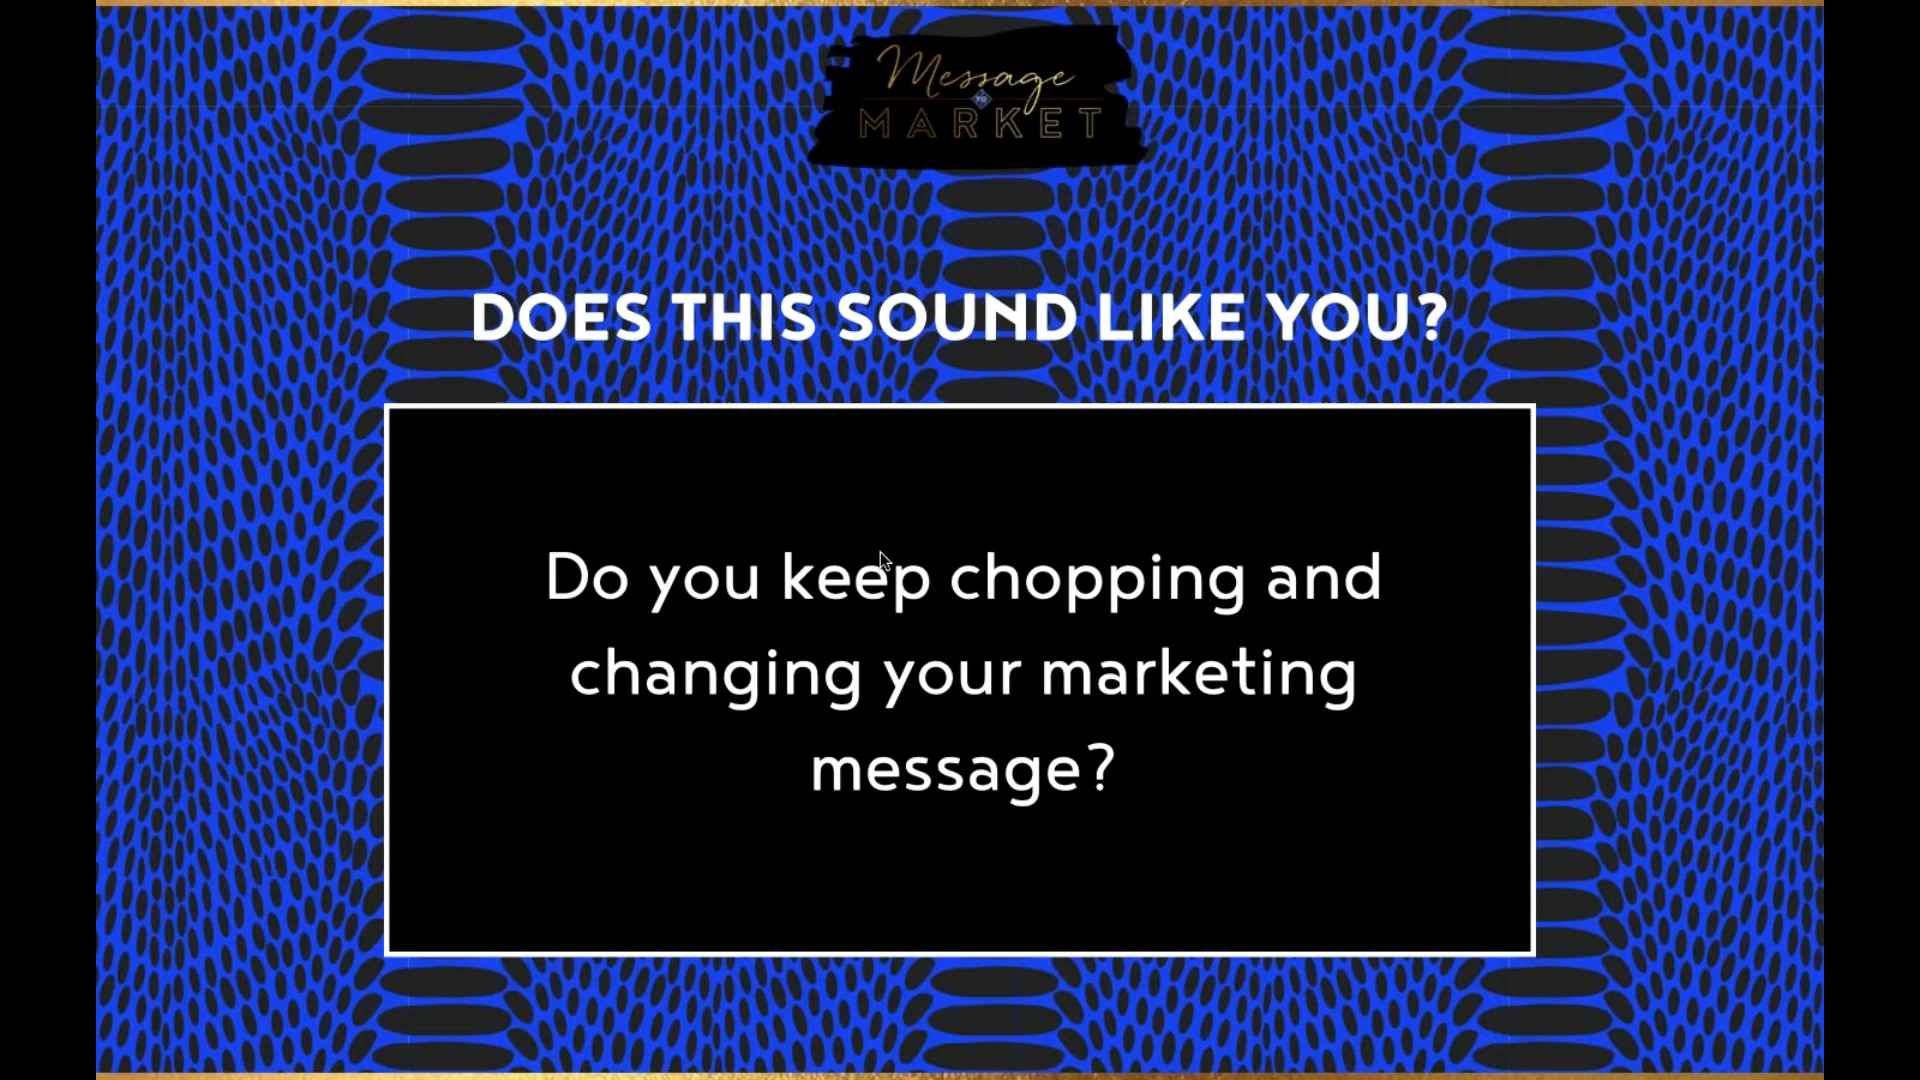 Message
TO
MARKET
DOES THIS SOUND LIKE YOU?
Do you keep chopping and
changing your marketing
message?